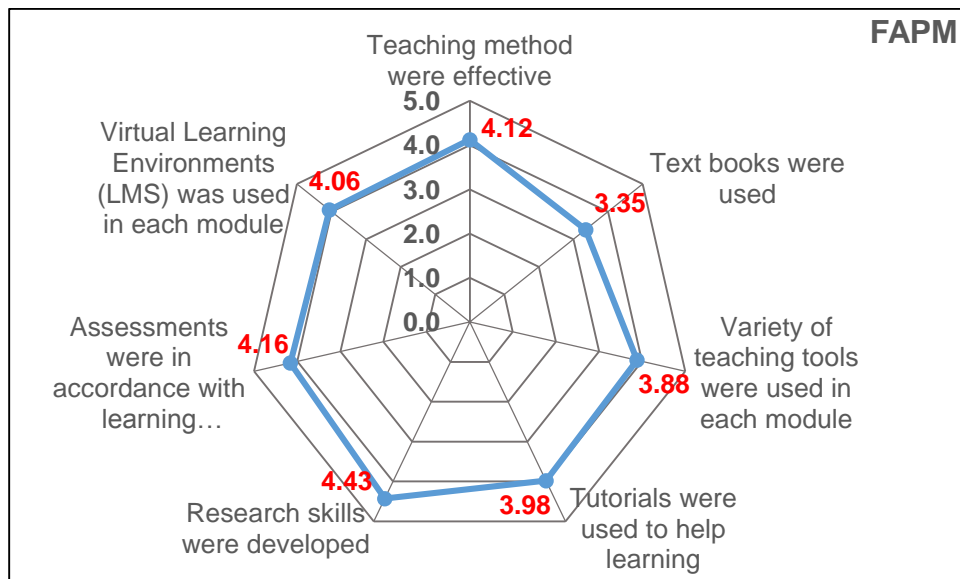 FAPM
Teaching method
were effective
5.0
4.0
3.0
2.0
1.0
0.0
4.12
Text books were
used
3.35
Variety of
teaching tools
were used in
each module
3.88
Tutorials were
used to help
learning
3.98
Research skills
were developed
4.43
Assessments
were in
accordance with
learning…
4.16
Virtual Learning
Environments
(LMS) was used
in each module
4.06